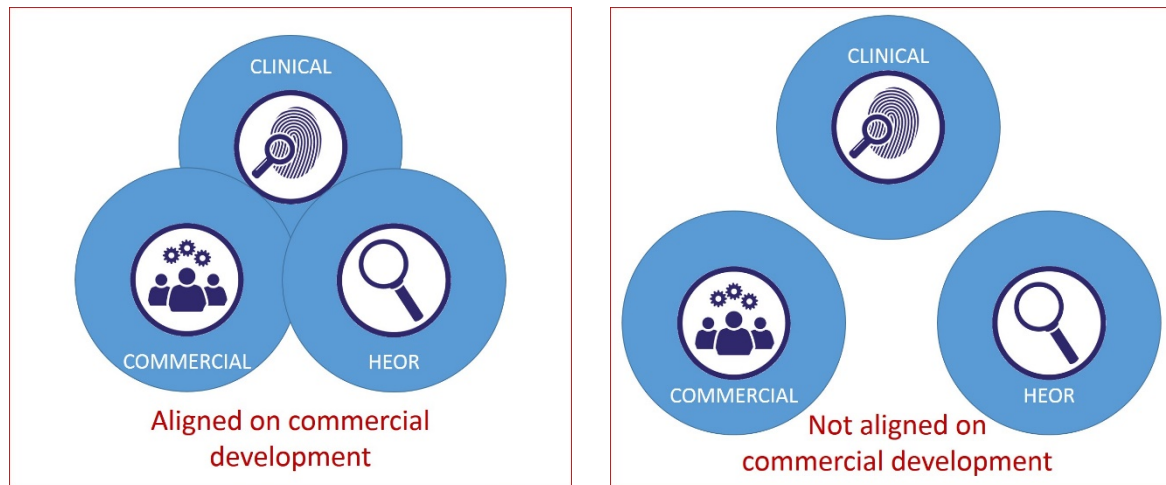 CLINICAL
COMMERCIAL
HEOR
Aligned on commercial
development
CLINICAL
COMMERCIAL
HEOR
Not aligned on
commercial development